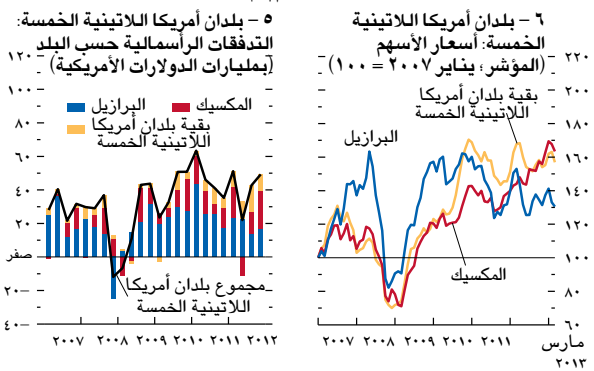 ٥ – بلدان أمريكا اللاتينية الخمسة:
التدفقات الرأسمالية حسب البلد
(بمليارات الدولارات الأمريكية)
١٢٠
١٠٠
٨٠
٦٠
٤٠
٢٠
صفر
–٢٠
–٤٠
المكسيك
البرازيل
بقية بلدان أمريكا
اللاتينية الخمسة
مجموع بلدان أمريكا
اللاتينية الخمسة
٢٠٠٧ ٢٠٠٨ ٢٠٠٩ ٢٠١٠ ٢٠١١ ٢٠١٢
٦ – بلدان أمريكا اللاتينية
الخمسة: أسعار الأسهم
(المؤشر؛ يناير ٢٠٠٧ = ١٠٠)
٢٢٠
٢٠٠
١٨٠
١٦٠
١٤٠
١٢٠
١٠٠
٨٠
٦٠
بقية بلدان أمريكا
اللاتينية الخمسة
البرازيل
المكسيك
٢٠٠٧ ٢٠٠٨ ٢٠٠٩ ٢٠١٠ ٢٠١١
مارس
٢٠١٣